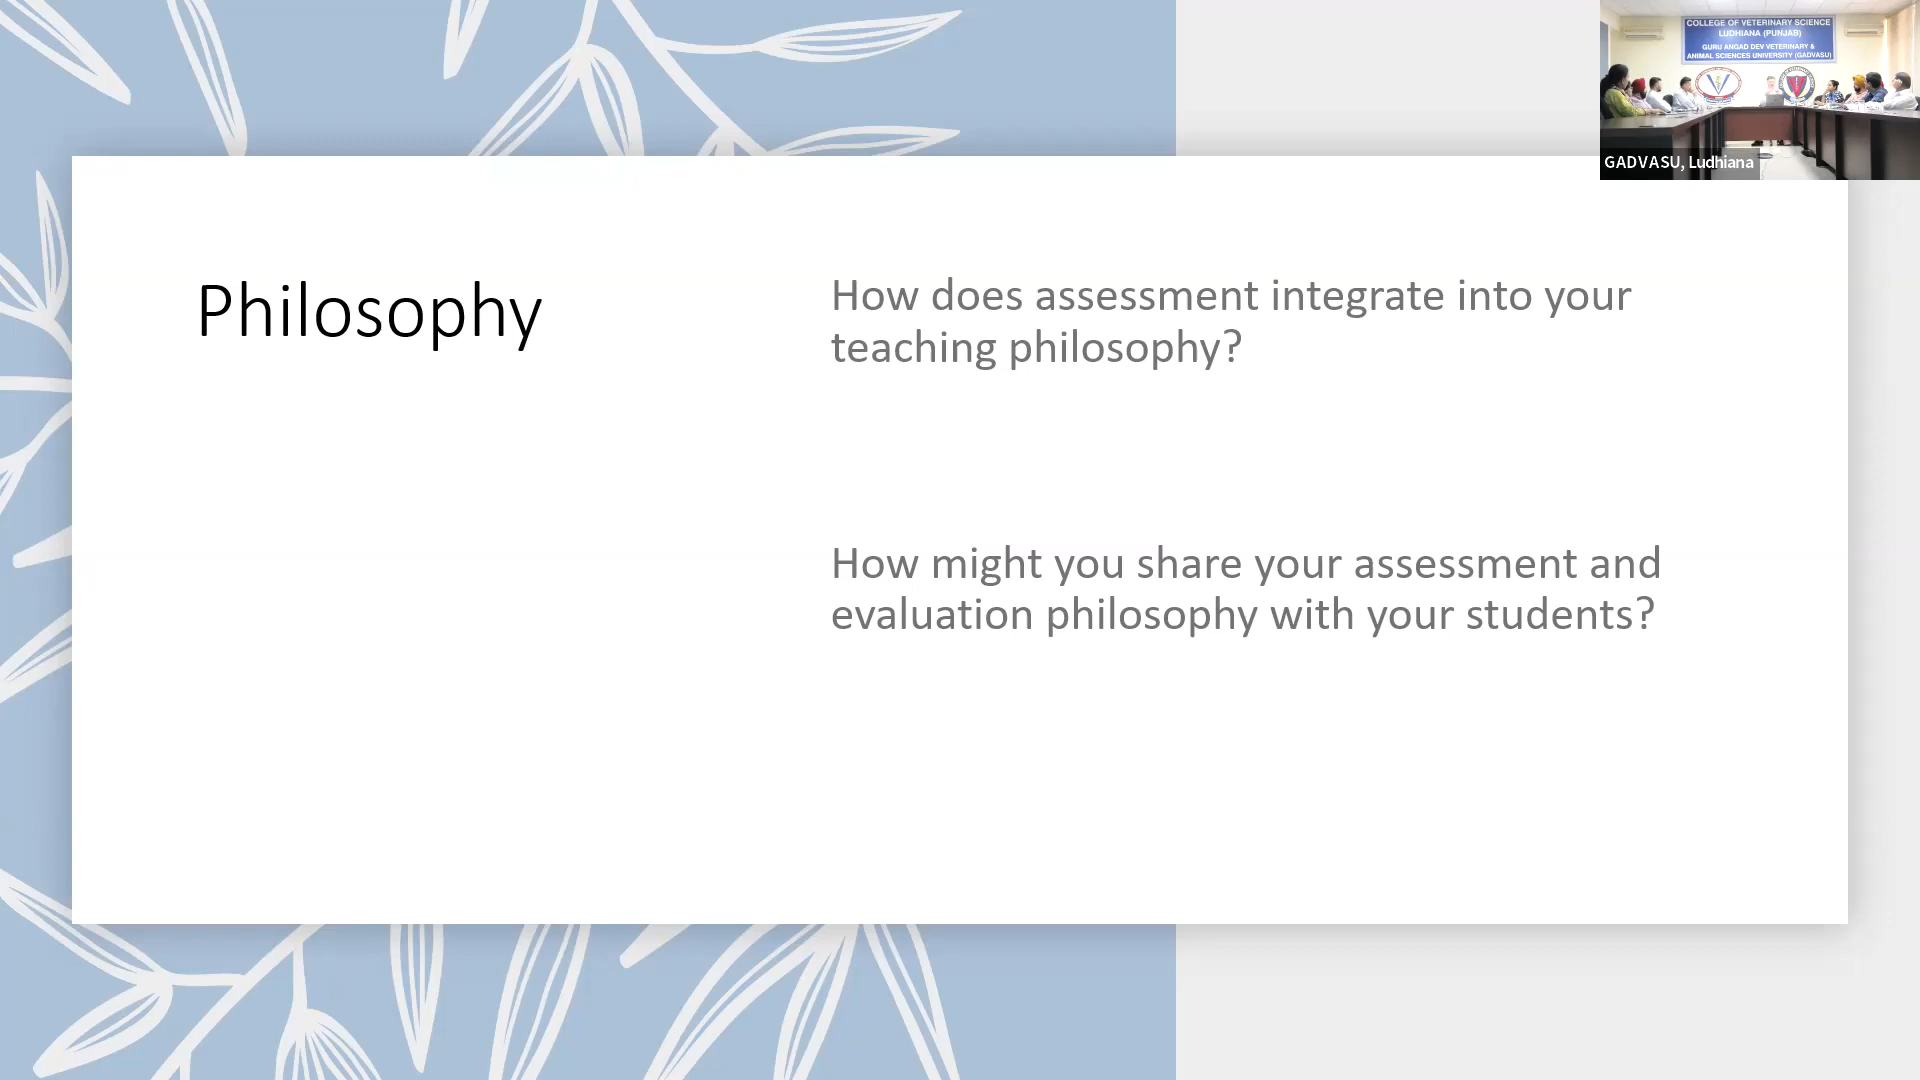 COLLEGE OF VETERINARY SCIENCE
LUDHIANA (PUNJAB)
GURU ANGAD DEV VETERINARY &
ANIMAL SCIENCES UNIVERSITY (GADVASU)
GADVASU, Ludhiana
Philosophy
How does assessment integrate into your
teaching philosophy?
How might you share your assessment and
evaluation philosophy with your students?